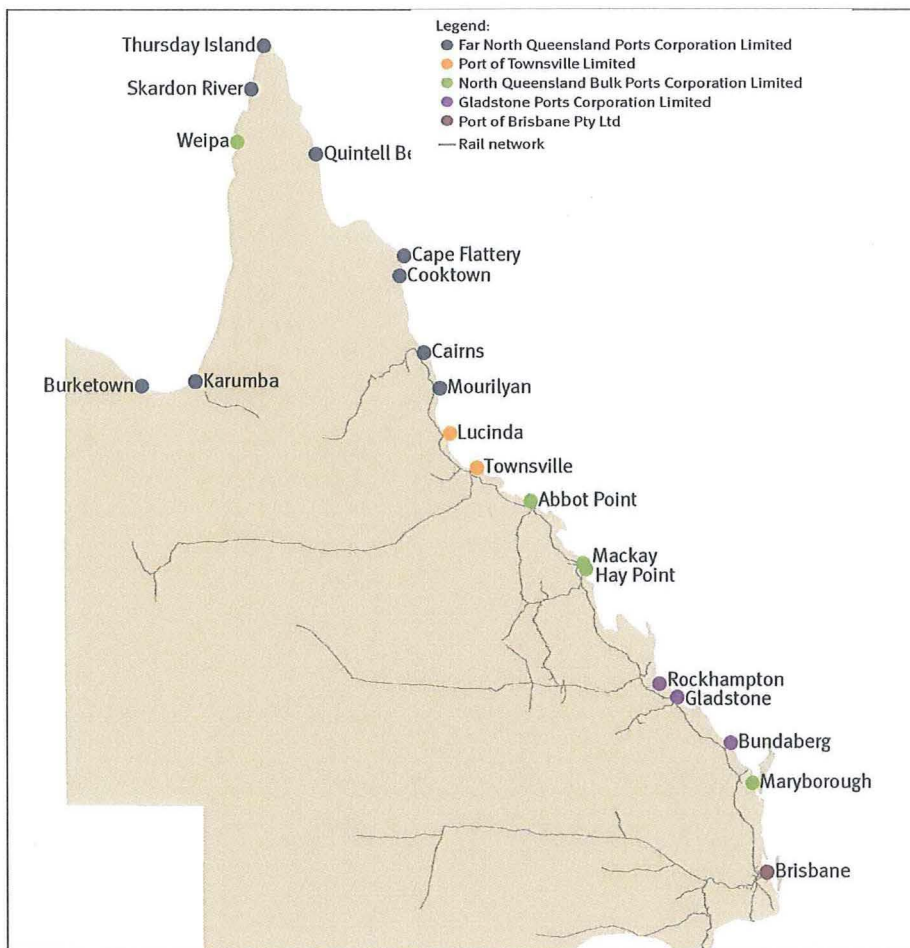 Legend:
Far North Queensland Ports Corporation Limited
Port of Townsville Limited
North Queensland Bulk Ports Corporation Limited
Gladstone Ports Corporation Limited
Port of Brisbane Pty Ltd
Rail network
Thursday Island
Skardon River
Weipa
Quintell Be
Cape Flattery
Cooktown
Cairns
Burketown
Karumba
Mourilyan
Lucinda
Townsville
Abbot Point
Mackay
Hay Point
Rockhampton
Gladstone
Bundaberg
Maryborough
Brisbane